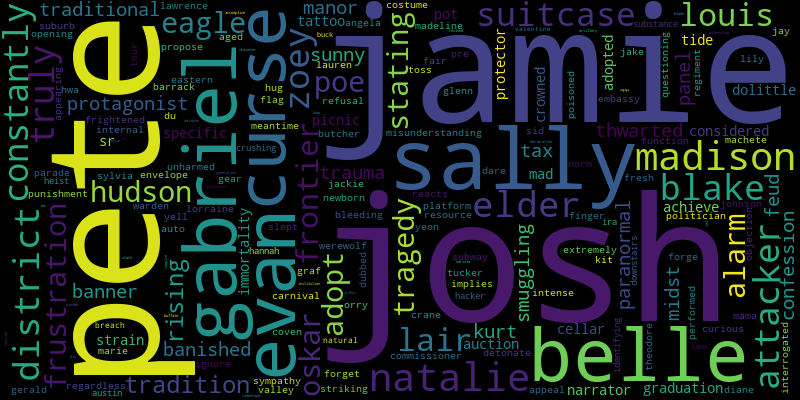 traditional
lawrence
suburb
opening
eagle
manor
tattoo
angela
costume
madeline
suitcase
louis
propose
aged
pot
valentine
substance
jay
tide
constantly
truly
pete
gabriel
curse
evan
zoey
sunny
lauren
buck
toss
pre
fair
jamie
protector
stating
glenn
crowned
poisoned
adopted
jake
embassy
questioning
panel
regiment
lily
dolittle
eastern
barrack
hwa
appearing
protagonist
du
hug
flag
poe
refusal
meantime
picnic
butcher
misunderstanding
sid
thwarted
considered
function
machete
frightened
internal
sr
specific
crushing
trauma
sally
tax
mad
dare
norm
madison
parade
heist
sylvia
unharmed
envelope
gear
jackie
newborn
reacts
platform
resource
fresh
blake
punishment
hudson
warden
yell
auto
lorraine
immortality
slept
hannah
frontier
bleeding
yeon
elder
finger
ira
achieve
politician
johnson
feud
confession
district
frustration
rising
werewolf
graf
dubbed
tragedy
josh
subway
extremely
kit
paranormal
downstairs
midst
forge
alarm
objection
attacker
banner
carnival
orry
adopt
tucker
implies
hacker
intense
smuggling
performed
mama
curious
breach
strain
marie
coven
oskar
natural
crane
kurt
lair
auction
commissioner
detonate
cellar
identifying
theodore
interrogated
banished
ignore
forget
striking
natalie
belle
gerald
regardless
austin
tradition
sympathy
valley
appeal
narrator
graduation
diane